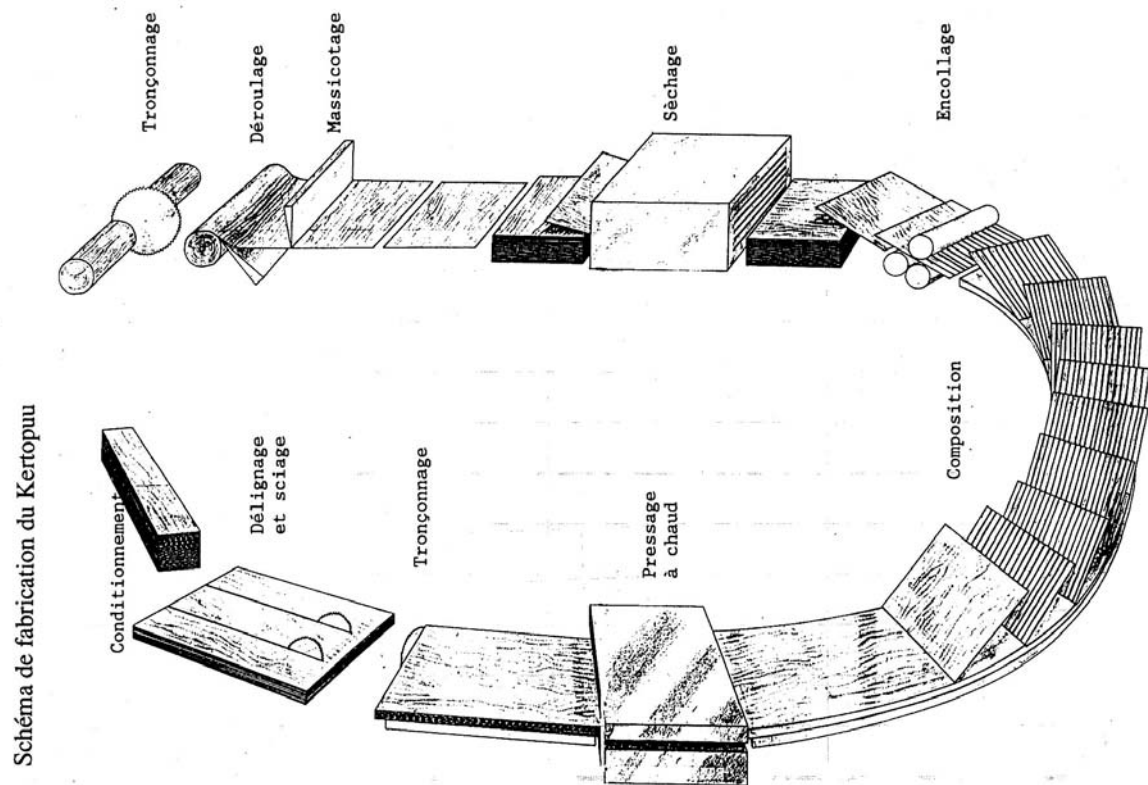 Schéma de fabrication du Kertopuu
Tronçonnage
Déroulage
Massicotage
Sèchage
Encollage
Composition
Pressage
à chaud
Tronçonnage
Délignage
et sciage
Conditionnement